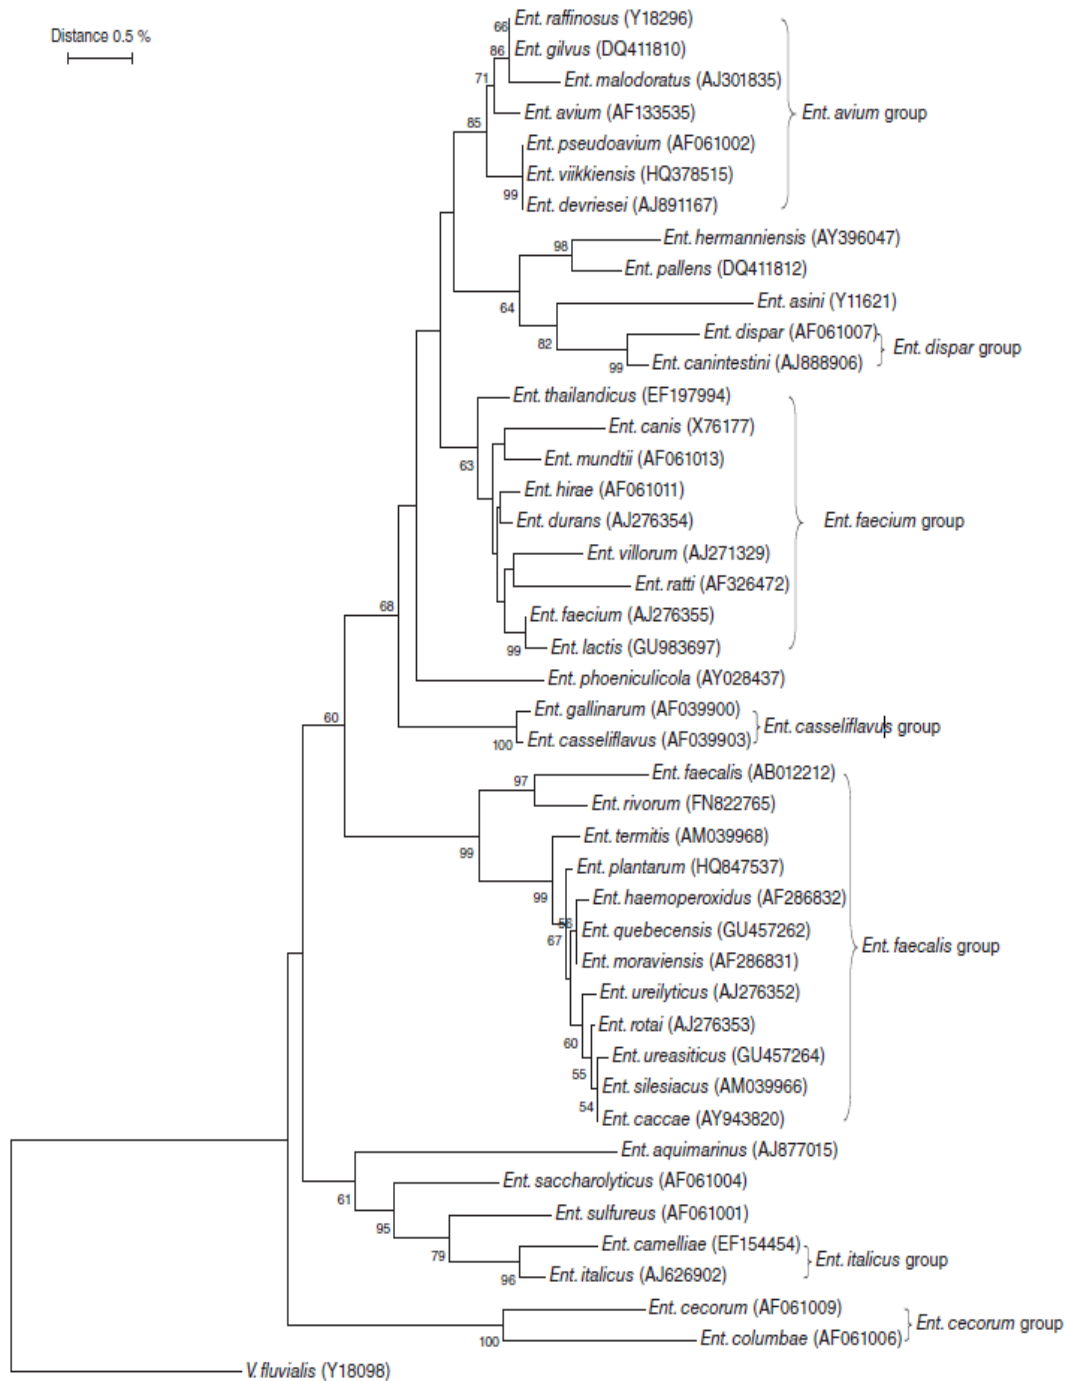 Distance 0.5 %
66
Ent. raffinosus (Y18296)
86
Ent. gilvus (DQ411810)
71
Ent. malodoratus (AJ301835)
Ent. avium (AF133535)
Ent. avium group
85
Ent. pseudoavium (AF061002)
Ent. viikkiensis (HQ378515)
99
Ent. devriesei (AJ891167)
Ent. hermanniensis (AY396047)
98
Ent. pallens (DQ411812)
64
Ent. asini (Y11621)
Ent. dispar (AF061007)
82
Ent. dispar group
99
Ent. canintestini (AJ888906)
Ent. thailandicus (EF197994)
Ent. canis (X76177)
63
Ent. mundtii (AF061013)
Ent. hirae (AF061011)
Ent. durans (AJ276354)
Ent. faecium group
Ent. villorum (AJ271329)
Ent. ratti (AF326472)
68
Ent. faecium (AJ276355)
99
Ent. lactis (GU983697)
Ent. phoeniculicola (AY028437)
60
Ent. gallinarum (AF039900)
Ent. casseliflavus group
100
Ent. casseliflavus (AF039903)
97
Ent. faecalis (AB012212)
Ent. rivorum (FN822765)
99
Ent. termitis (AM039968)
Ent. plantarum (HQ847537)
99
Ent. haemoperoxidus (AF286832)
56
67
Ent. quebecensis (GU457262)
Ent. faecalis group
Ent. moraviensis (AF286831)
Ent. ureilyticus (AJ276352)
Ent. rotai (AJ276353)
60
Ent. ureasiticus (GU457264)
55
Ent. silesiacus (AM039966)
54
Ent. caccae (AY943820)
Ent. aquimarinus (AJ877015)
61
Ent. saccharolyticus (AF061004)
95
Ent. sulfureus (AF061001)
79
Ent. camelliae (EF154454)
Ent. italicus group
96
Ent. italicus (AJ626902)
Ent. cecorum (AF061009)
Ent. cecorum group
100
Ent. columbae (AF061006)
V. fluvialis (Y18098)